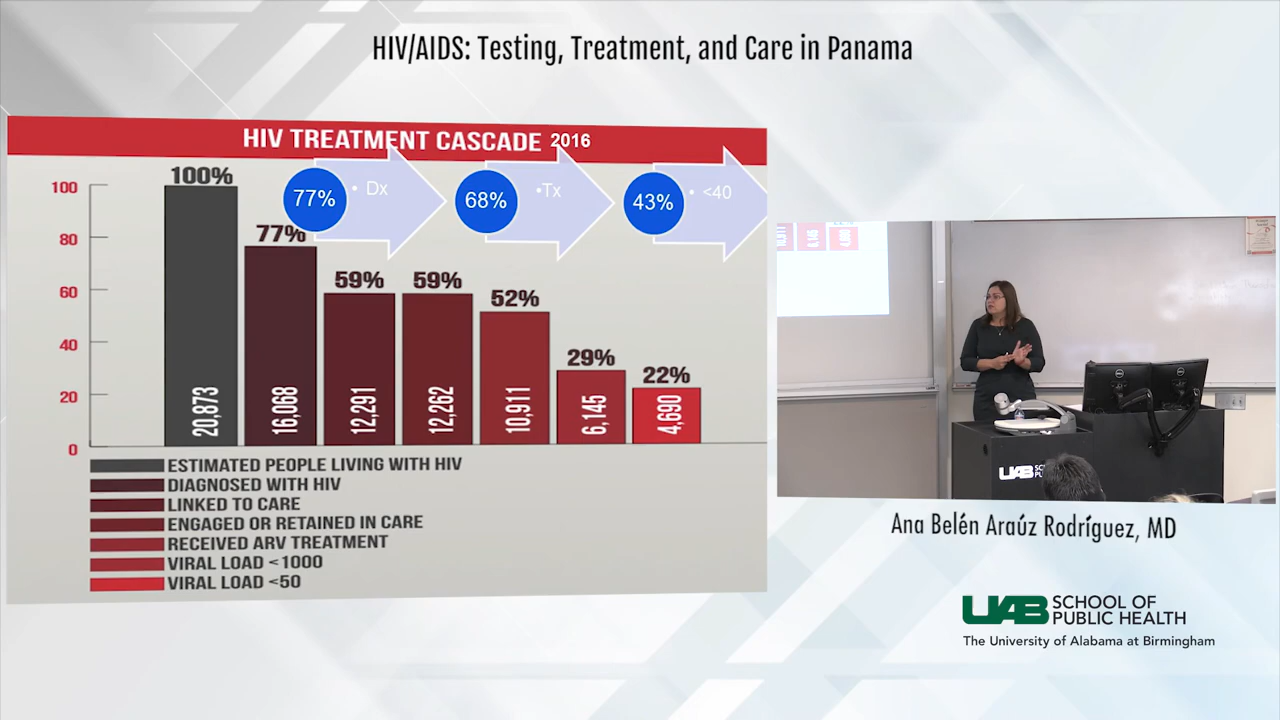 HIV/AIDS: Testing, Treatment, and Care in Panama
HIV TREATMENT CASCADE 2016
100%
77%
• Dx
68%
•Tx
43%
• <40
100
80
60
40
20
0
77%
59%
59%
52%
29%
22%
20,873
16,068
12,291
12,262
10,911
6,145
4,690
ESTIMATED PEOPLE LIVING WITH HIV
DIAGNOSED WITH HIV
LINKED TO CARE
ENGAGED OR RETAINED IN CARE
RECEIVED ARV TREATMENT
VIRAL LOAD <1000
VIRAL LOAD <50
UAB
Ana Belén Araúz Rodríguez, MD
UAB SCHOOL OF
PUBLIC HEALTH
The University of Alabama at Birmingham